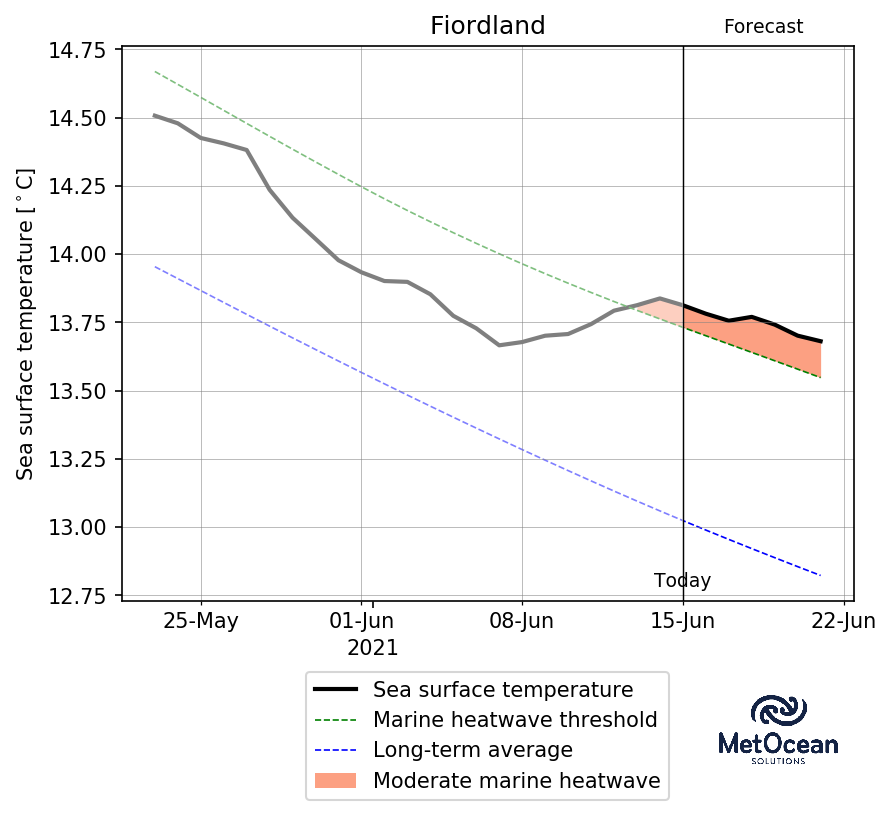 Fiordland
Forecast
14.75
14.50
14.25
14.00
13.75
13.50
13.25
13.00
12.75
Sea surface temperature [°C]
Today
25-May
01-Jun
08-Jun
15-Jun
22-Jun
2021
Sea surface temperature
Marine heatwave threshold
Long-term average
Moderate marine heatwave
MetOcean
SOLUTIONS